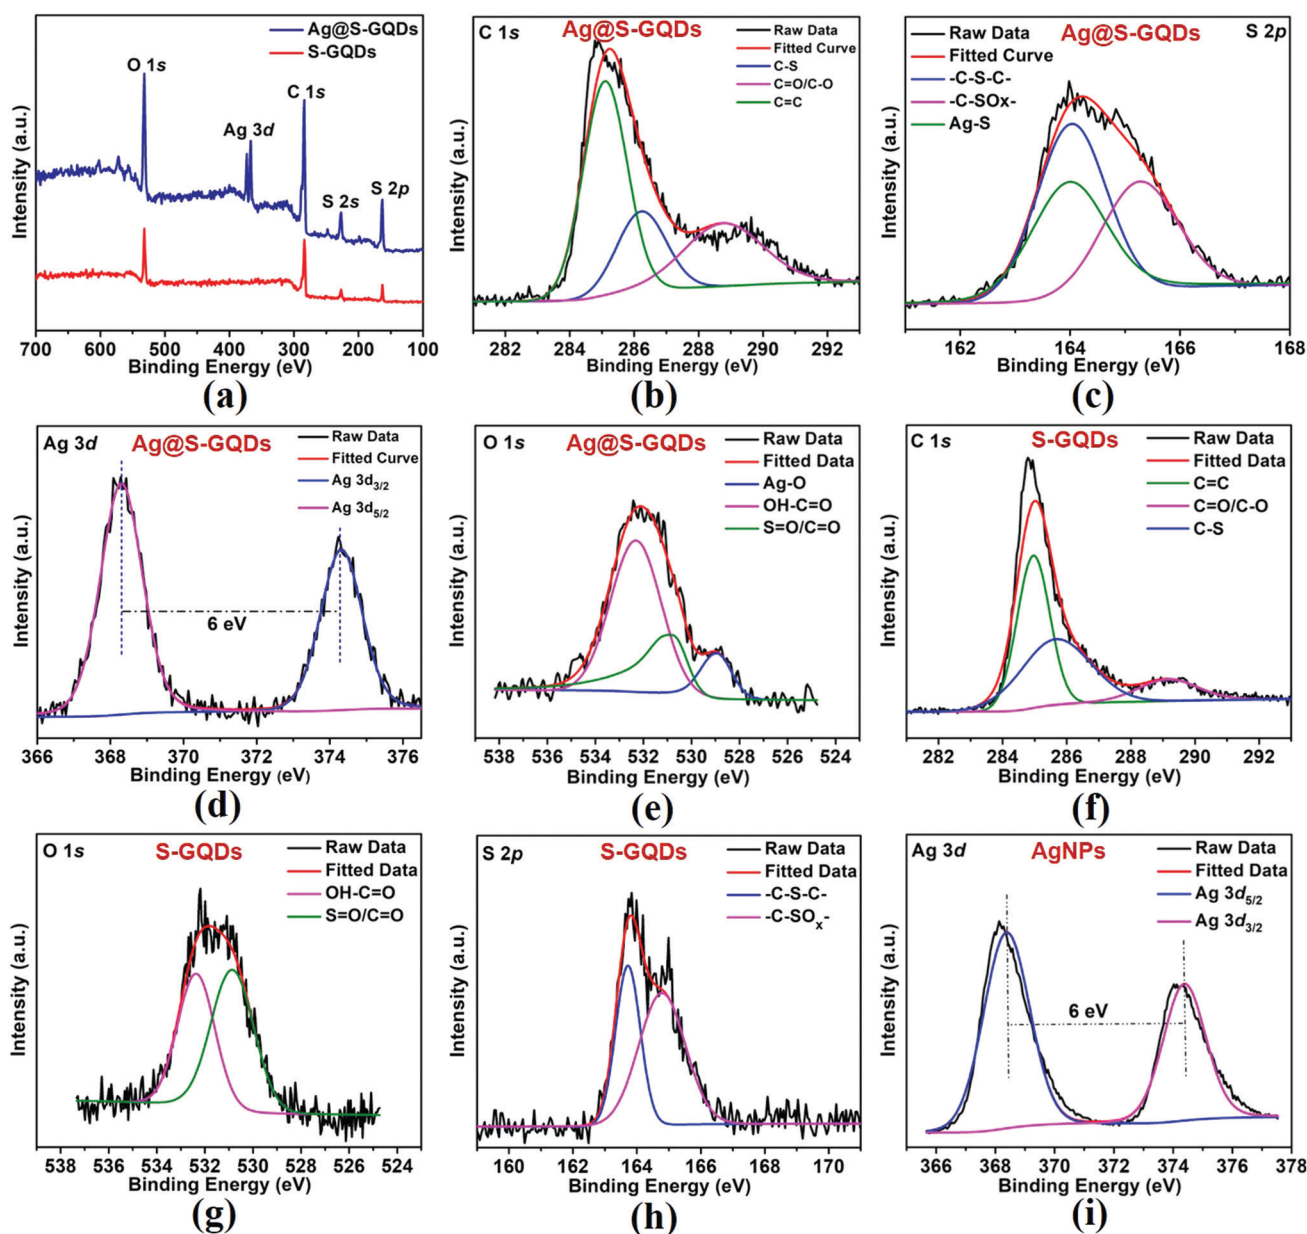 Ag@S-GQDs
S-GQDs
O 1s
Ag 3d
C 1s
S 2s
S 2p
Intensity (a.u.)
700 600 500 400 300 200 100
Binding Energy (eV)
(a)
C 1s
Ag@S-GQDs
Raw Data
Fitted Curve
C-S
C=O/C-O
C=C
Intensity (a.u.)
282 284 286 288 290 292
Binding Energy (eV)
(b)
Raw Data
Fitted Curve
-C-S-C-
-C-SOx-
Ag-S
Ag@S-GQDs
S 2p
Intensity (a.u.)
162 164 166 168
Binding Energy (eV)
(c)
Ag 3d
Ag@S-GQDs
Raw Data
Fitted Curve
Ag 3d3/2
Ag 3d5/2
6 eV
Intensity (a.u.)
366 368 370 372 374 376
Binding Energy (eV)
(d)
O 1s
Ag@S-GQDs
Raw Data
Fitted Data
Ag-O
OH-C=O
S=O/C=O
Intensity (a.u.)
538 536 534 532 530 528 526 524
Binding Energy (eV)
(e)
C 1s
S-GQDs
Raw Data
Fitted Data
C=C
C=O/C-O
C-S
Intensity (a.u.)
282 284 286 288 290 292
Binding Energy (eV)
(f)
O 1s
S-GQDs
Raw Data
Fitted Data
OH-C=O
S=O/C=O
Intensity (a.u.)
538 536 534 532 530 528 526 524
Binding Energy (eV)
(g)
S 2p
S-GQDs
Raw Data
Fitted Data
-C-S-C-
-C-SOx-
Intensity (a.u.)
160 162 164 166 168 170
Binding Energy (eV)
(h)
Ag 3d
AgNPs
Raw Data
Fitted Data
Ag 3d5/2
Ag 3d3/2
6 eV
Intensity (a.u.)
366 368 370 372 374 376 378
Binding Energy (eV)
(i)